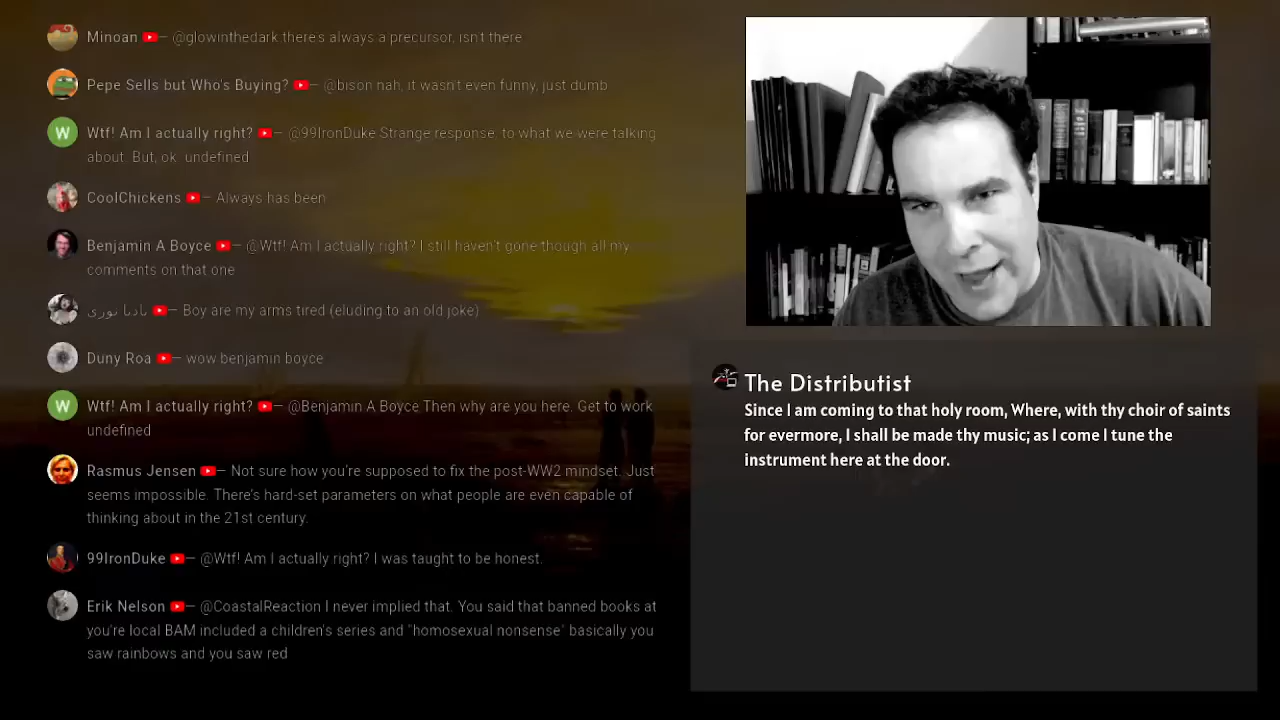 Minoan — @glowinthedark there's always a precursor, isn't there
Pepe Sells but Who's Buying? — @bison nah, it wasn't even funny, just dumb
W Wtf! Am I actually right? — @99IronDuke Strange response. to what we were talking
about. But, ok. undefined
CoolChickens — Always has been
Benjamin A Boyce — @Wtf! Am I actually right? I still haven't gone though all my
comments on that one
نادیا نوری — Boy are my arms tired (eluding to an old joke)
Duny Roa — wow benjamin boyce
W Wtf! Am I actually right? — @Benjamin A Boyce Then why are you here. Get to work
undefined
Rasmus Jensen — Not sure how you're supposed to fix the post-WW2 mindset. Just
seems impossible. There's hard-set parameters on what people are even capable of
thinking about in the 21st century.
99IronDuke — @Wtf! Am I actually right? I was taught to be honest.
Erik Nelson — @CoastalReaction I never implied that. You said that banned books at
you're local BAM included a children's series and "homosexual nonsense" basically you
saw rainbows and you saw red
The Distributist
Since I am coming to that holy room, Where, with thy choir of saints
for evermore, I shall be made thy music; as I come I tune the
instrument here at the door.